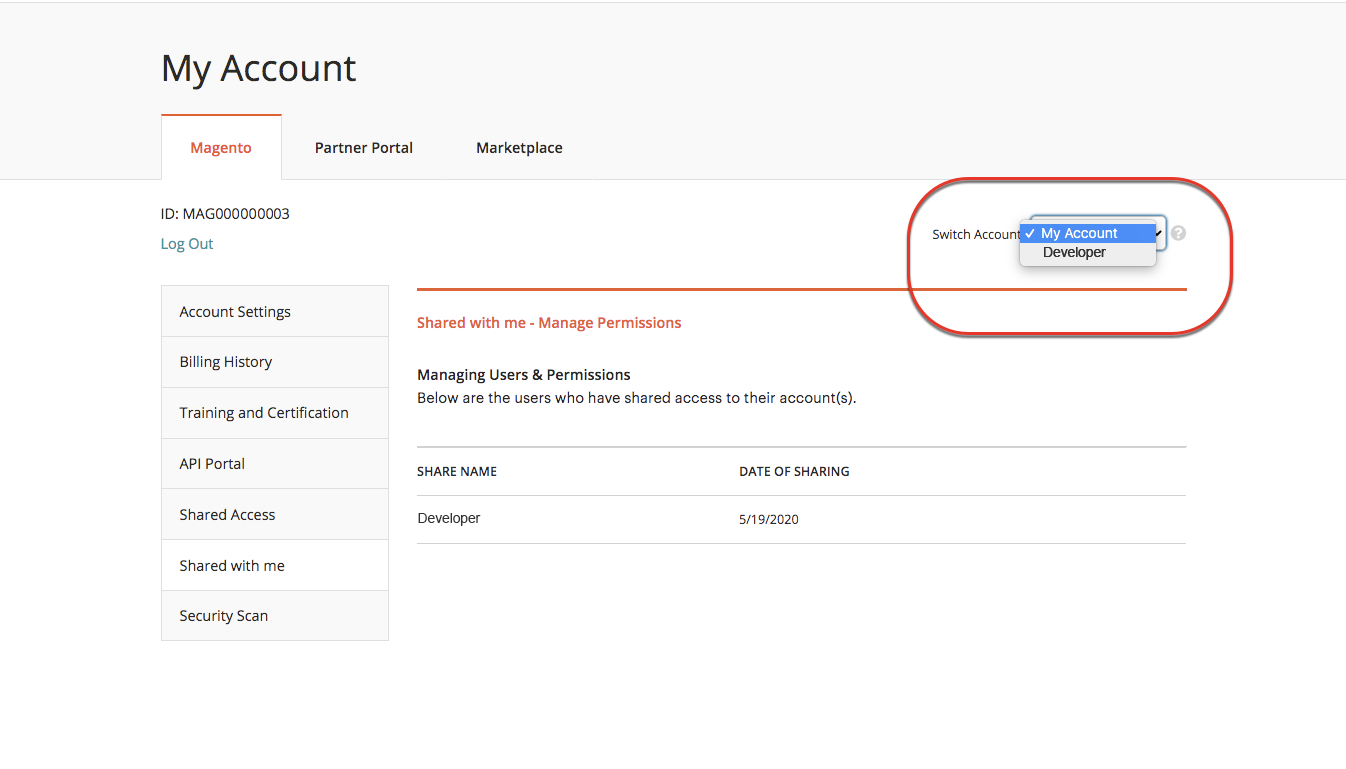 My Account
Magento Partner Portal Marketplace
ID: MAG000000003
Log Out
Switch Account
✓ My Account
Developer
?
Account Settings
Billing History
Training and Certification
API Portal
Shared Access
Shared with me
Security Scan
Shared with me - Manage Permissions
Managing Users & Permissions
Below are the users who have shared access to their account(s).
SHARE NAME DATE OF SHARING
Developer 5/19/2020